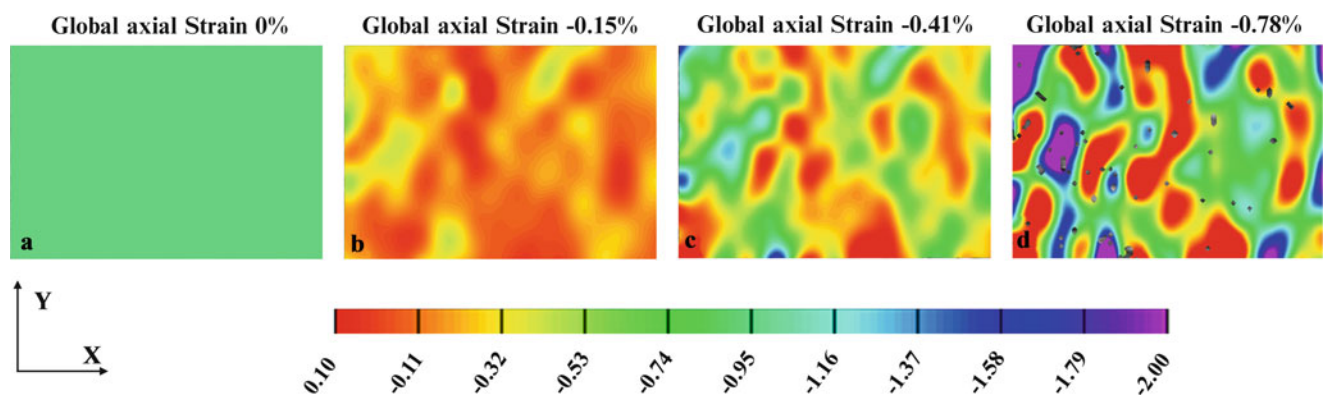 Global axial Strain 0%
Global axial Strain -0.15%
Global axial Strain -0.41%
Global axial Strain -0.78%
a
b
c
d
Y
X
0.10
-0.11
-0.32
-0.53
-0.74
-0.95
-1.16
-1.37
-1.58
-1.79
-2.00